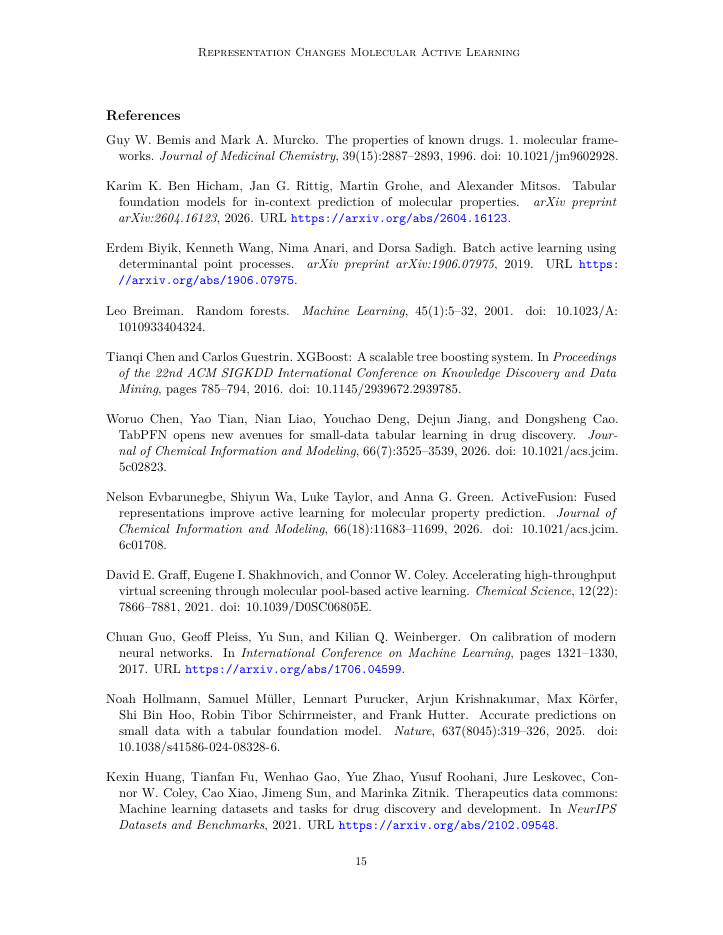 Representation Changes Molecular Active Learning
References
Guy W. Bemis and Mark A. Murcko. The properties of known drugs. 1. molecular frame-
works. Journal of Medicinal Chemistry, 39(15):2887–2893, 1996. doi: 10.1021/jm9602928.
Karim K. Ben Hicham, Jan G. Rittig, Martin Grohe, and Alexander Mitsos. Tabular
foundation models for in-context prediction of molecular properties. arXiv preprint
arXiv:2604.16123, 2026. URL https://arxiv.org/abs/2604.16123.
Erdem Biyik, Kenneth Wang, Nima Anari, and Dorsa Sadigh. Batch active learning using
determinantal point processes. arXiv preprint arXiv:1906.07975, 2019. URL https:
//arxiv.org/abs/1906.07975.
Leo Breiman. Random forests. Machine Learning, 45(1):5–32, 2001. doi: 10.1023/A:
1010933404324.
Tianqi Chen and Carlos Guestrin. XGBoost: A scalable tree boosting system. In Proceedings
of the 22nd ACM SIGKDD International Conference on Knowledge Discovery and Data
Mining, pages 785–794, 2016. doi: 10.1145/2939672.2939785.
Woruo Chen, Yao Tian, Nian Liao, Youchao Deng, Dejun Jiang, and Dongsheng Cao.
TabPFN opens new avenues for small-data tabular learning in drug discovery. Jour-
nal of Chemical Information and Modeling, 66(7):3525–3539, 2026. doi: 10.1021/acs.jcim.
5c02823.
Nelson Evbarunegbe, Shiyun Wa, Luke Taylor, and Anna G. Green. ActiveFusion: Fused
representations improve active learning for molecular property prediction. Journal of
Chemical Information and Modeling, 66(18):11683–11699, 2026. doi: 10.1021/acs.jcim.
6c01708.
David E. Graff, Eugene I. Shakhnovich, and Connor W. Coley. Accelerating high-throughput
virtual screening through molecular pool-based active learning. Chemical Science, 12(22):
7866–7881, 2021. doi: 10.1039/D0SC06805E.
Chuan Guo, Geoff Pleiss, Yu Sun, and Kilian Q. Weinberger. On calibration of modern
neural networks. In International Conference on Machine Learning, pages 1321–1330,
2017. URL https://arxiv.org/abs/1706.04599.
Noah Hollmann, Samuel Müller, Lennart Purucker, Arjun Krishnakumar, Max Körfer,
Shi Bin Hoo, Robin Tibor Schirrmeister, and Frank Hutter. Accurate predictions on
small data with a tabular foundation model. Nature, 637(8045):319–326, 2025. doi:
10.1038/s41586-024-08328-6.
Kexin Huang, Tianfan Fu, Wenhao Gao, Yue Zhao, Yusuf Roohani, Jure Leskovec, Con-
nor W. Coley, Cao Xiao, Jimeng Sun, and Marinka Zitnik. Therapeutics data commons:
Machine learning datasets and tasks for drug discovery and development. In NeurIPS
Datasets and Benchmarks, 2021. URL https://arxiv.org/abs/2102.09548.
15